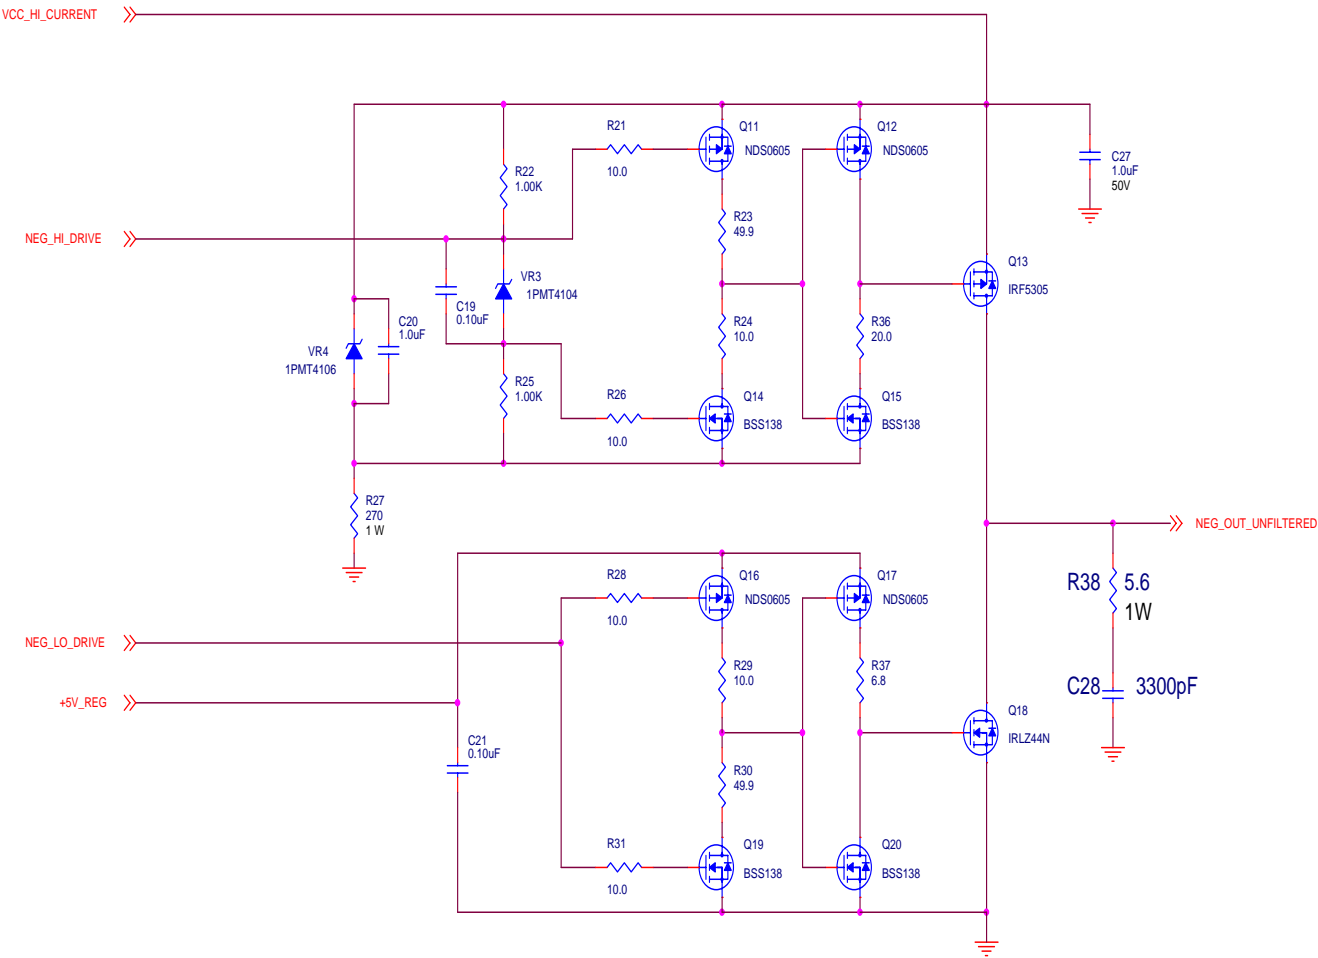 VCC_HI_CURRENT
R21
10.0
Q11
NDS0605
Q12
NDS0605
C27
1.0uF
50V
R22
1.00K
R23
49.9
NEG_HI_DRIVE
Q13
IRF5305
VR3
1PMT4104
C19
0.10uF
C20
1.0uF
R24
10.0
R36
20.0
VR4
1PMT4106
R25
1.00K
R26
10.0
Q14
BSS138
Q15
BSS138
R27
270
1 W
NEG_OUT_UNFILTERED
R28
10.0
Q16
NDS0605
Q17
NDS0605
R38 5.6
1W
NEG_LO_DRIVE
R29
10.0
R37
6.8
C28 3300pF
+5V_REG
Q18
IRLZ44N
C21
0.10uF
R30
49.9
R31
10.0
Q19
BSS138
Q20
BSS138